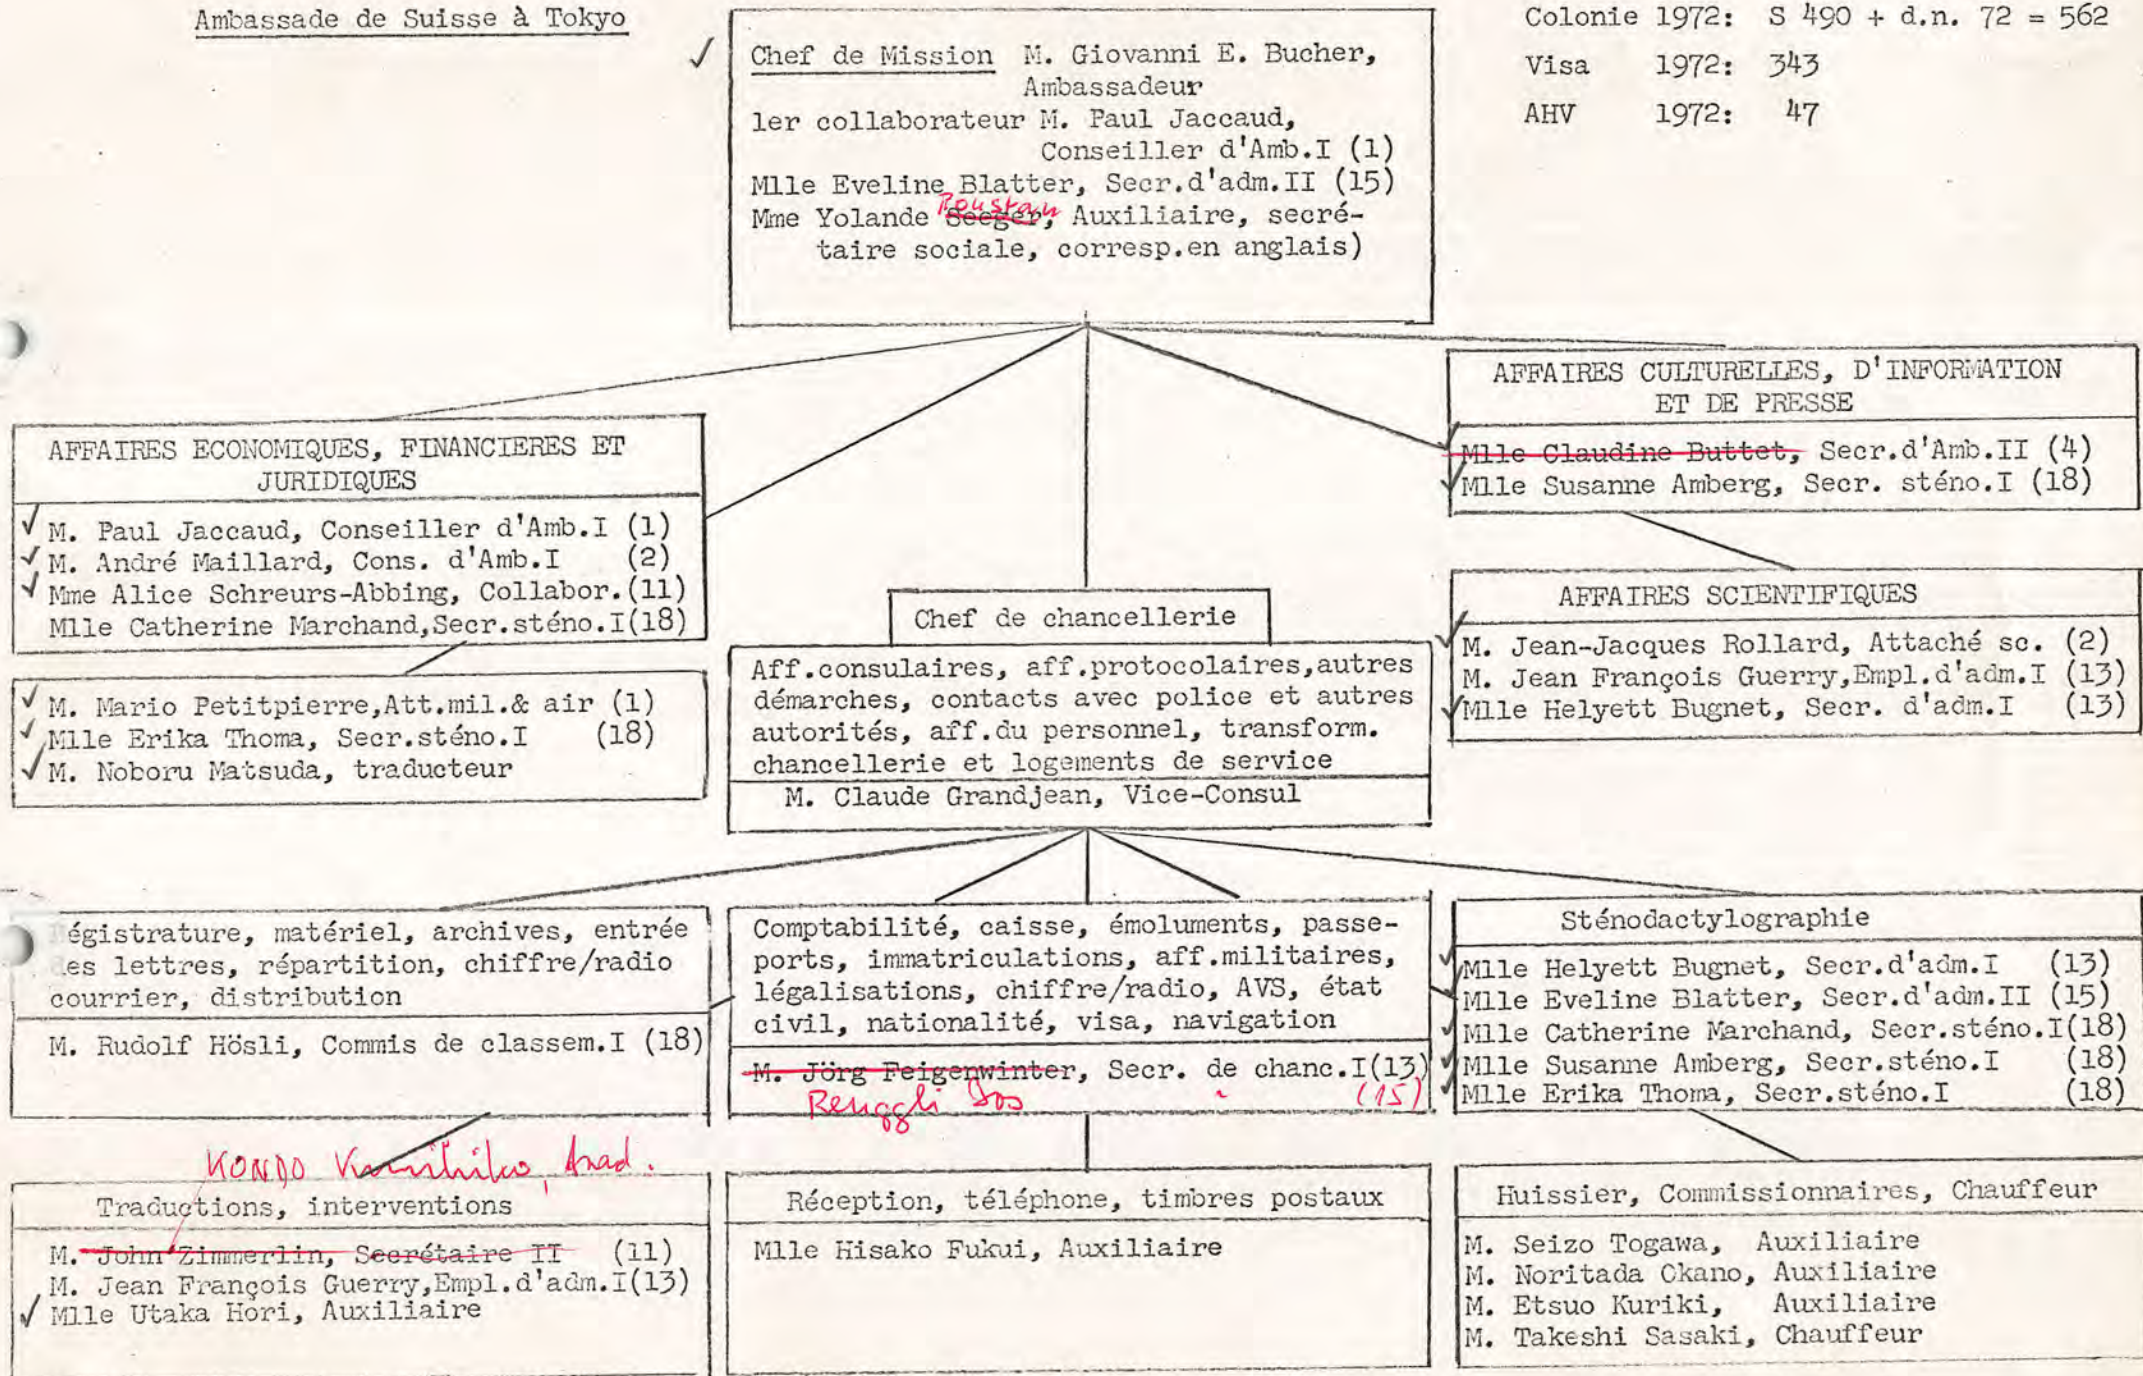 Ambassade de Suisse à Tokyo
Chef de Mission M. Giovanni E. Bucher,
Ambassadeur
1er collaborateur M. Paul Jaccaud,
Conseiller d'Amb.I (1)
Mlle Eveline Blatter, Secr.d'adm.II (15)
Roustan
Mme Yolande Seeger, Auxiliaire, secré-
taire sociale, corresp.en anglais)
Colonie 1972: S 490 + d.n. 72 = 562
Visa 1972: 343
AHV 1972: 47
AFFAIRES ECONOMIQUES, FINANCIERES ET
JURIDIQUES
✓ M. Paul Jaccaud, Conseiller d'Amb.I (1)
✓ M. André Maillard, Cons. d'Amb.I (2)
✓ Mme Alice Schreurs-Abbing, Collabor.(11)
Mlle Catherine Marchand,Secr.sténo.I(18)
✓ M. Mario Petitpierre,Att.mil.& air (1)
✓ Mlle Erika Thoma, Secr.sténo.I (18)
✓ M. Noboru Matsuda, traducteur
AFFAIRES CULTURELLES, D'INFORMATION
ET DE PRESSE
✓ Mlle Claudine Buttet, Secr.d'Amb.II (4)
✓ Mlle Susanne Amberg, Secr. sténo.I (18)
AFFAIRES SCIENTIFIQUES
✓ M. Jean-Jacques Rollard, Attaché sc. (2)
M. Jean François Guerry,Empl.d'adm.I (13)
✓ Mlle Helyett Bugnet, Secr. d'adm.I (13)
Chef de chancellerie
Aff.consulaires, aff.protocolaires,autres
démarches, contacts avec police et autres
autorités, aff.du personnel, transform.
chancellerie et logements de service
M. Claude Grandjean, Vice-Consul
égistrature, matériel, archives, entrée
des lettres, répartition, chiffre/radio
courrier, distribution
M. Rudolf Hösli, Commis de classem.I (18)
Comptabilité, caisse, émoluments, passe-
ports, immatriculations, aff.militaires,
légalisations, chiffre/radio, AVS, état
civil, nationalité, visa, navigation
M. Jörg Feigenwinter, Secr. de chanc.I(13)
Renggli (15)
Sténodactylographie
✓ Mlle Helyett Bugnet, Secr.d'adm.I (13)
✓ Mlle Eveline Blatter, Secr.d'adm.II (15)
✓ Mlle Catherine Marchand, Secr.sténo.I(18)
✓ Mlle Susanne Amberg, Secr.sténo.I (18)
✓ Mlle Erika Thoma, Secr.sténo.I (18)
KONDO trad.
Traductions, interventions
M. John Zimmerlin, Secrétaire II (11)
M. Jean François Guerry,Empl.d'adm.I(13)
✓ Mlle Utaka Hori, Auxiliaire
Réception, téléphone, timbres postaux
Mlle Hisako Fukui, Auxiliaire
Huissier, Commissionnaires, Chauffeur
M. Seizo Togawa, Auxiliaire
M. Noritada Okano, Auxiliaire
M. Etsuo Kuriki, Auxiliaire
M. Takeshi Sasaki, Chauffeur